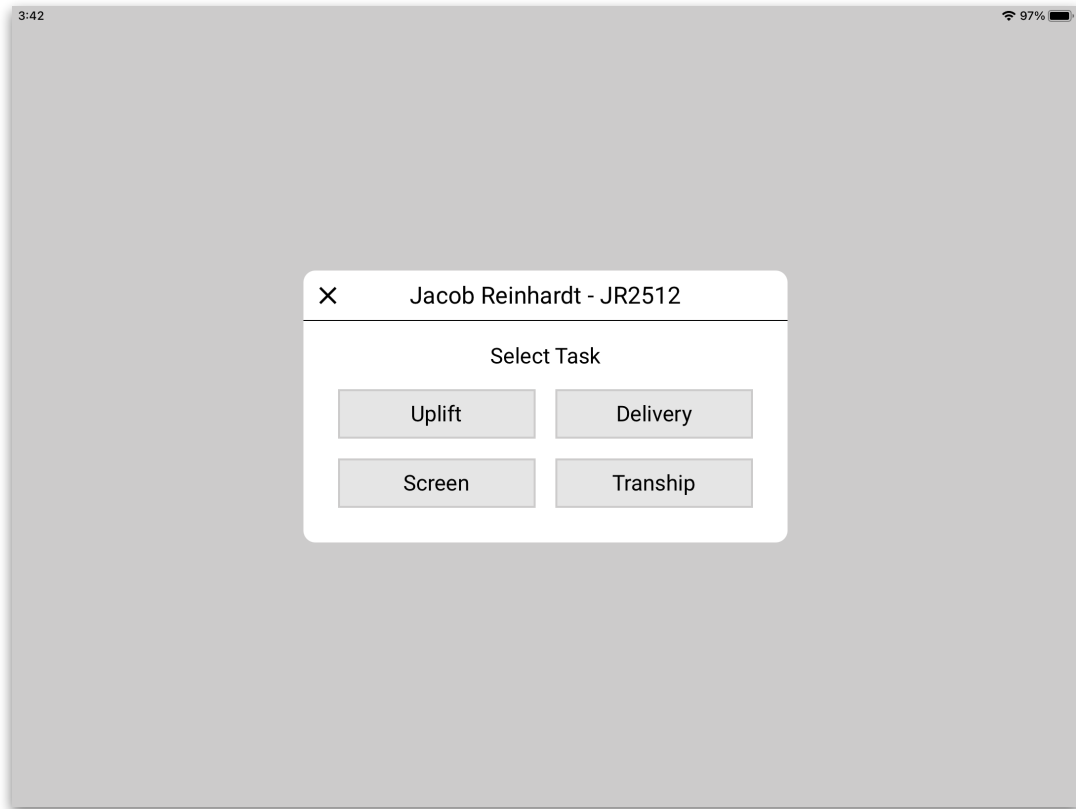 3:42
97%
Jacob Reinhardt - JR2512
Select Task
Uplift
Delivery
Screen
Tranship